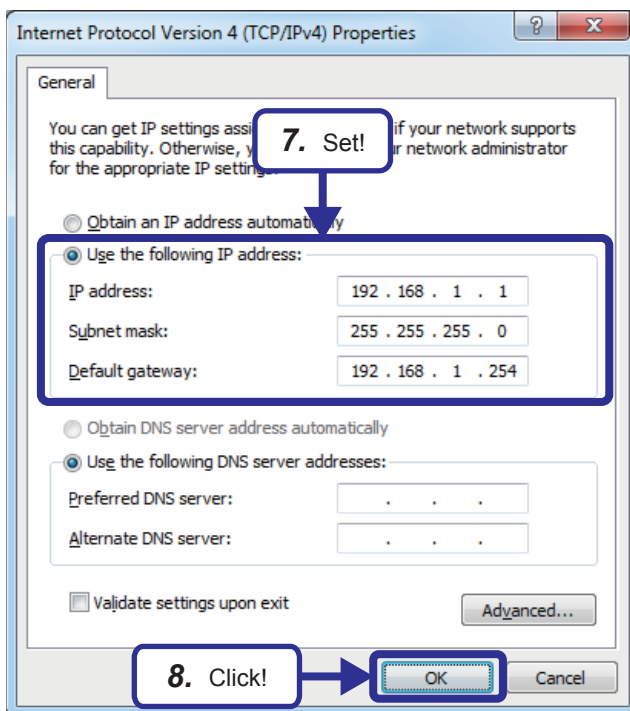 Internet Protocol Version 4 (TCP/IPv4) Properties
General
You can get IP settings assi if your network supports
this capability. Otherwise, y ur network administrator
for the appropriate IP settings.
7. Set!
Obtain an IP address automatically
Use the following IP address:
IP address: 192 . 168 . 1 . 1
Subnet mask: 255 . 255 . 255 . 0
Default gateway: 192 . 168 . 1 . 254
Obtain DNS server address automatically
Use the following DNS server addresses:
Preferred DNS server: . . .
Alternate DNS server: . . .
Validate settings upon exit
Advanced...
8. Click!
OK Cancel